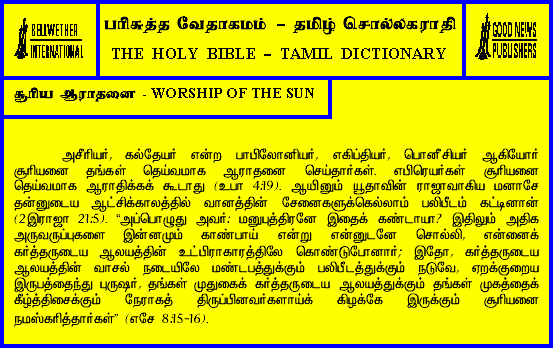 BELLWETHER
INTERNATIONAL
பரிசுத்த வேதாகமம் – தமிழ் சொல்லகராதி
THE HOLY BIBLE – TAMIL DICTIONARY
GOOD NEWS
PUBLISHERS
சூரிய ஆராதனை - WORSHIP OF THE SUN
அசீரியர், கல்தேயர் என்ற பாபிலோனியர், எகிப்தியர், பொனீசியர் ஆகியோர்
சூரியனை தங்கள் தெய்வமாக ஆராதனை செய்தார்கள். எபிரெயர்கள் சூரியனை
தெய்வமாக ஆராதிக்கக் கூடாது (உபா 4:19). ஆயினும் யூதாவின் ராஜாவாகிய மனாசே
தன்னுடைய ஆட்சிக்காலத்தில் வானத்தின் சேனைகளுக்கெல்லாம் பலிபீடம் கட்டினான்
(2இராஜா 21:5). “அப்பொழுது அவர்: மனுபுத்திரனே இதைக் கண்டாயா? இதிலும் அதிக
அருவருப்புகளை இன்னமும் காண்பாய் என்று என்னுடனே சொல்லி, என்னைக்
கர்த்தருடைய ஆலயத்தின் உட்பிராகாரத்திலே கொண்டுபோனார்; இதோ, கர்த்தருடைய
ஆலயத்தின் வாசல் நடையிலே மண்டபத்துக்கும் பலிபீடத்துக்கும் நடுவே, ஏறக்குறைய
இருபத்தைந்து புருஷர், தங்கள் முதுகைக் கர்த்தருடைய ஆலயத்துக்கும் தங்கள் முகத்தைக்
கீழ்த்திசைக்கும் நேராகத் திருப்பினவர்களாய்க் கிழக்கே இருக்கும் சூரியனை
நமஸ்கரித்தார்கள்” (எசே 8:15-16).